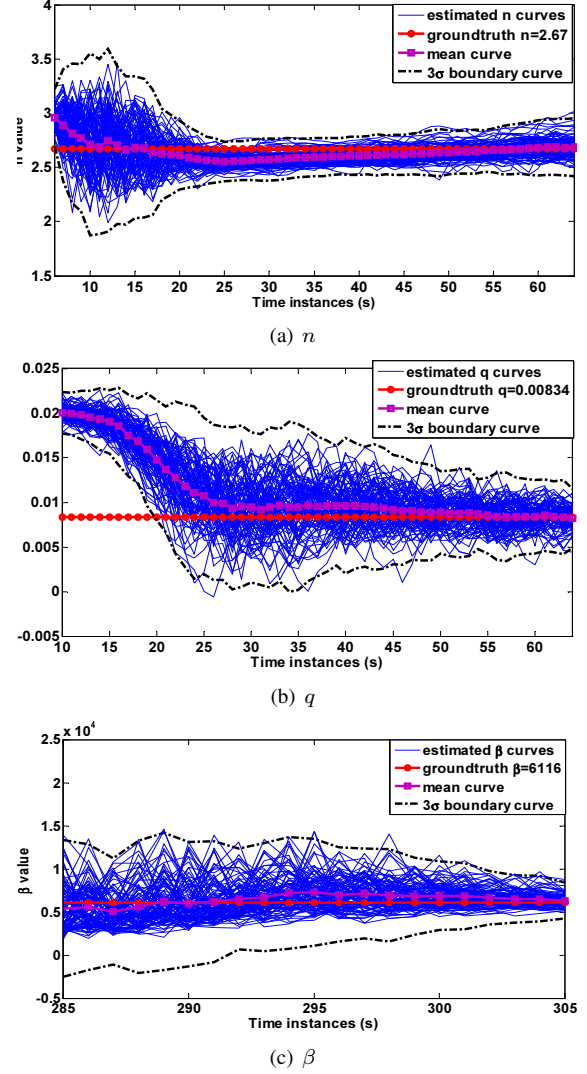 4
3.5
3
2.5
2
1.5
n value
estimated n curves
groundtruth n=2.67
mean curve
3σ boundary curve
10 15 20 25 30 35 40 45 50 55 60
Time instances (s)
(a) n
0.025
0.02
0.015
0.01
0.005
0
-0.005
estimated q curves
groundtruth q=0.00834
mean curve
3σ boundary curve
10 15 20 25 30 35 40 45 50 55 60
Time instances (s)
(b) q
x 10^4
2.5
1.5
0.5
0
-0.5
β value
estimated β curves
groundtruth β=6116
mean curve
3σ boundary curve
285 290 295 300 305
Time instances (s)
(c) β